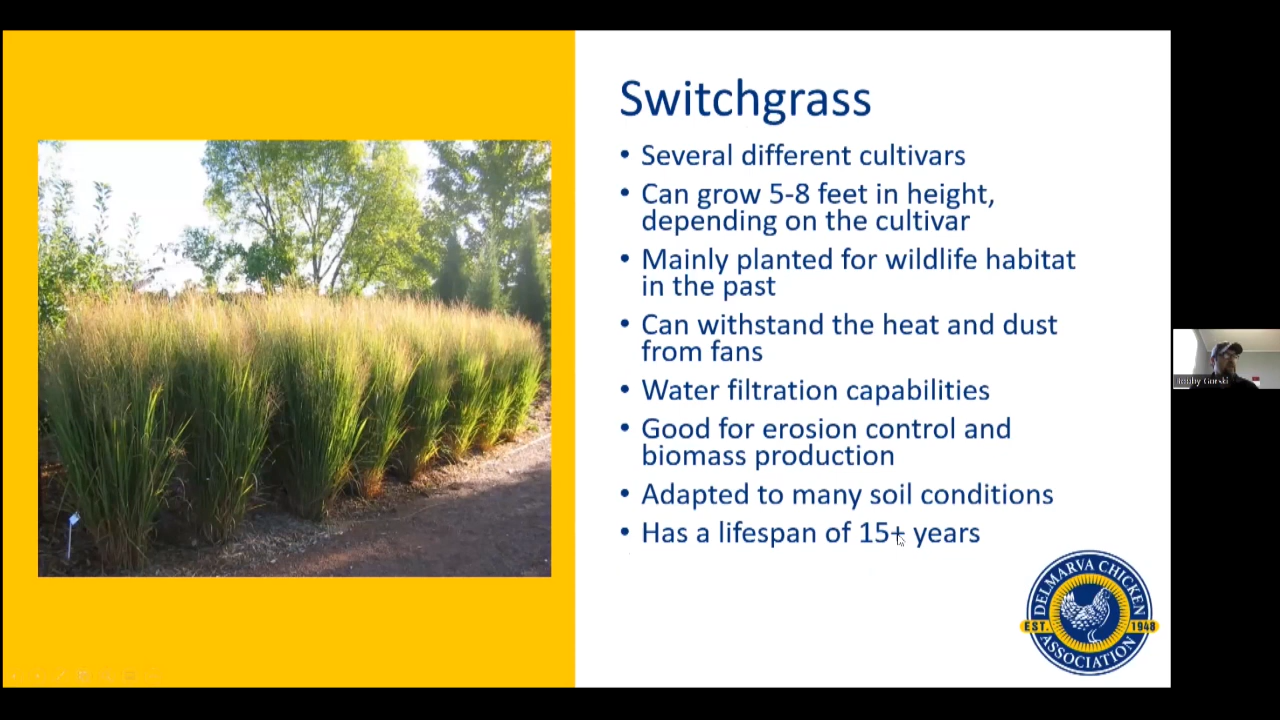 Switchgrass
• Several different cultivars
• Can grow 5-8 feet in height,
depending on the cultivar
• Mainly planted for wildlife habitat
in the past
• Can withstand the heat and dust
from fans
• Water filtration capabilities
• Good for erosion control and
biomass production
• Adapted to many soil conditions
• Has a lifespan of 15+ years
DELMARVA CHICKEN
EST. 1948
ASSOCIATION
Gorski